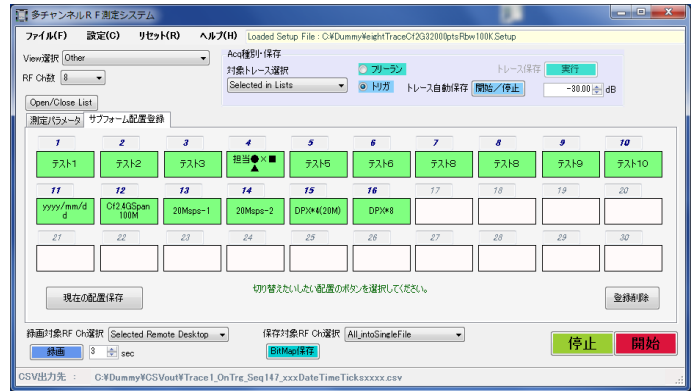 多チャンネルＲＦ測定システム
ファイル(F) 設定(C) リセット(R) ヘルプ(H) Loaded Setup File : C:¥Dummy¥eightTraceCf2G32000ptsRbw100K.Setup
View選択 Other
RF Ch数 8
Open/Close List
Acq種別・保存
対象トレース選択 フリーラン トレース保存 実行
Selected in Lists トリガ トレース自動保存 開始／停止 -30.00 dB
測定パラメータ サブフォーム配置登録
1 2 3 4 5 6 7 8 9 10
テスト1 テスト2 テスト3 担当●×■▲ テスト5 テスト6 テスト8 テスト8 テスト9 テスト10
11 12 13 14 15 16 17 18 19 20
yyyy/mm/dd Cf2.4GSpan100M 20Msps-1 20Msps-2 DPX*4(20M) DPX*8
21 22 23 24 25 26 27 28 29 30
現在の配置保存 切り替えたいしたい配置のボタンを選択してください。 登録削除
録画対象RF Ch選択 Selected Remote Desktop 保存対象RF Ch選択 All_intoSingleFile
録画 3 sec BitMap保存 停止 開始
CSV出力先 : C:¥Dummy¥CSVout¥Trace1_OnTrg_Seq147_xxxDateTimeTicksxxxx.csv